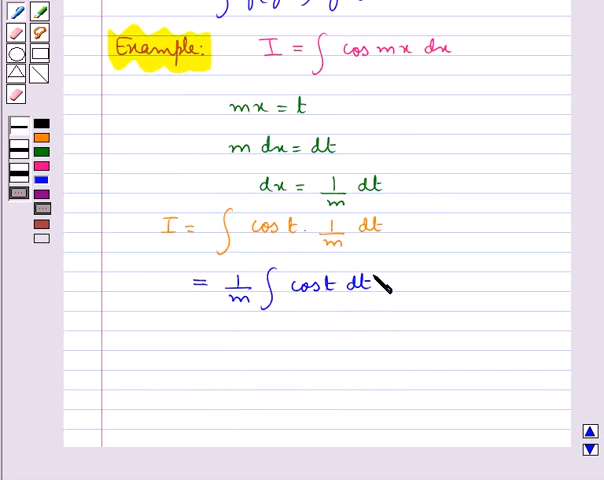 Example: I = ∫ cos mx dx
mx = t
m dx = dt
dx = 1/m dt
I = ∫ cos t . 1/m dt
= 1/m ∫ cos t dt